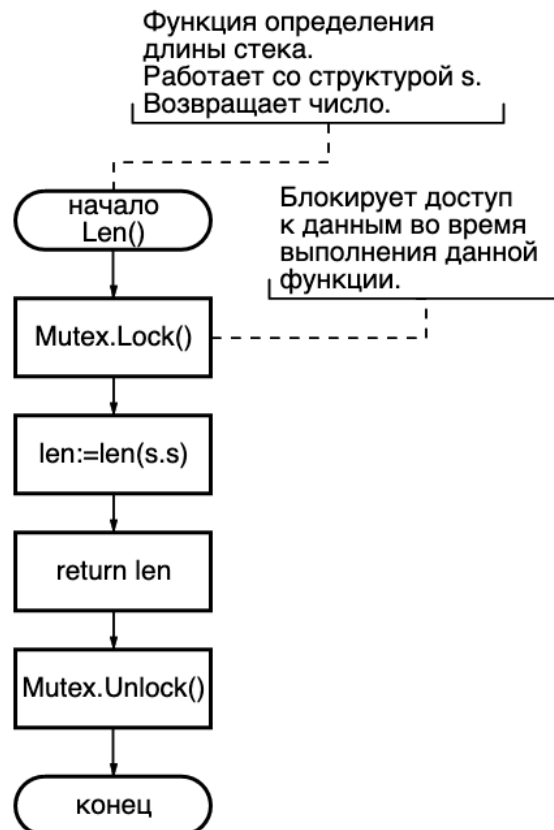 Функция определения
длины стека.
Работает со структурой s.
Возвращает число.
начало
Len()
Блокирует доступ
к данным во время
выполнения данной
функции.
Mutex.Lock()
len:=len(s.s)
return len
Mutex.Unlock()
конец